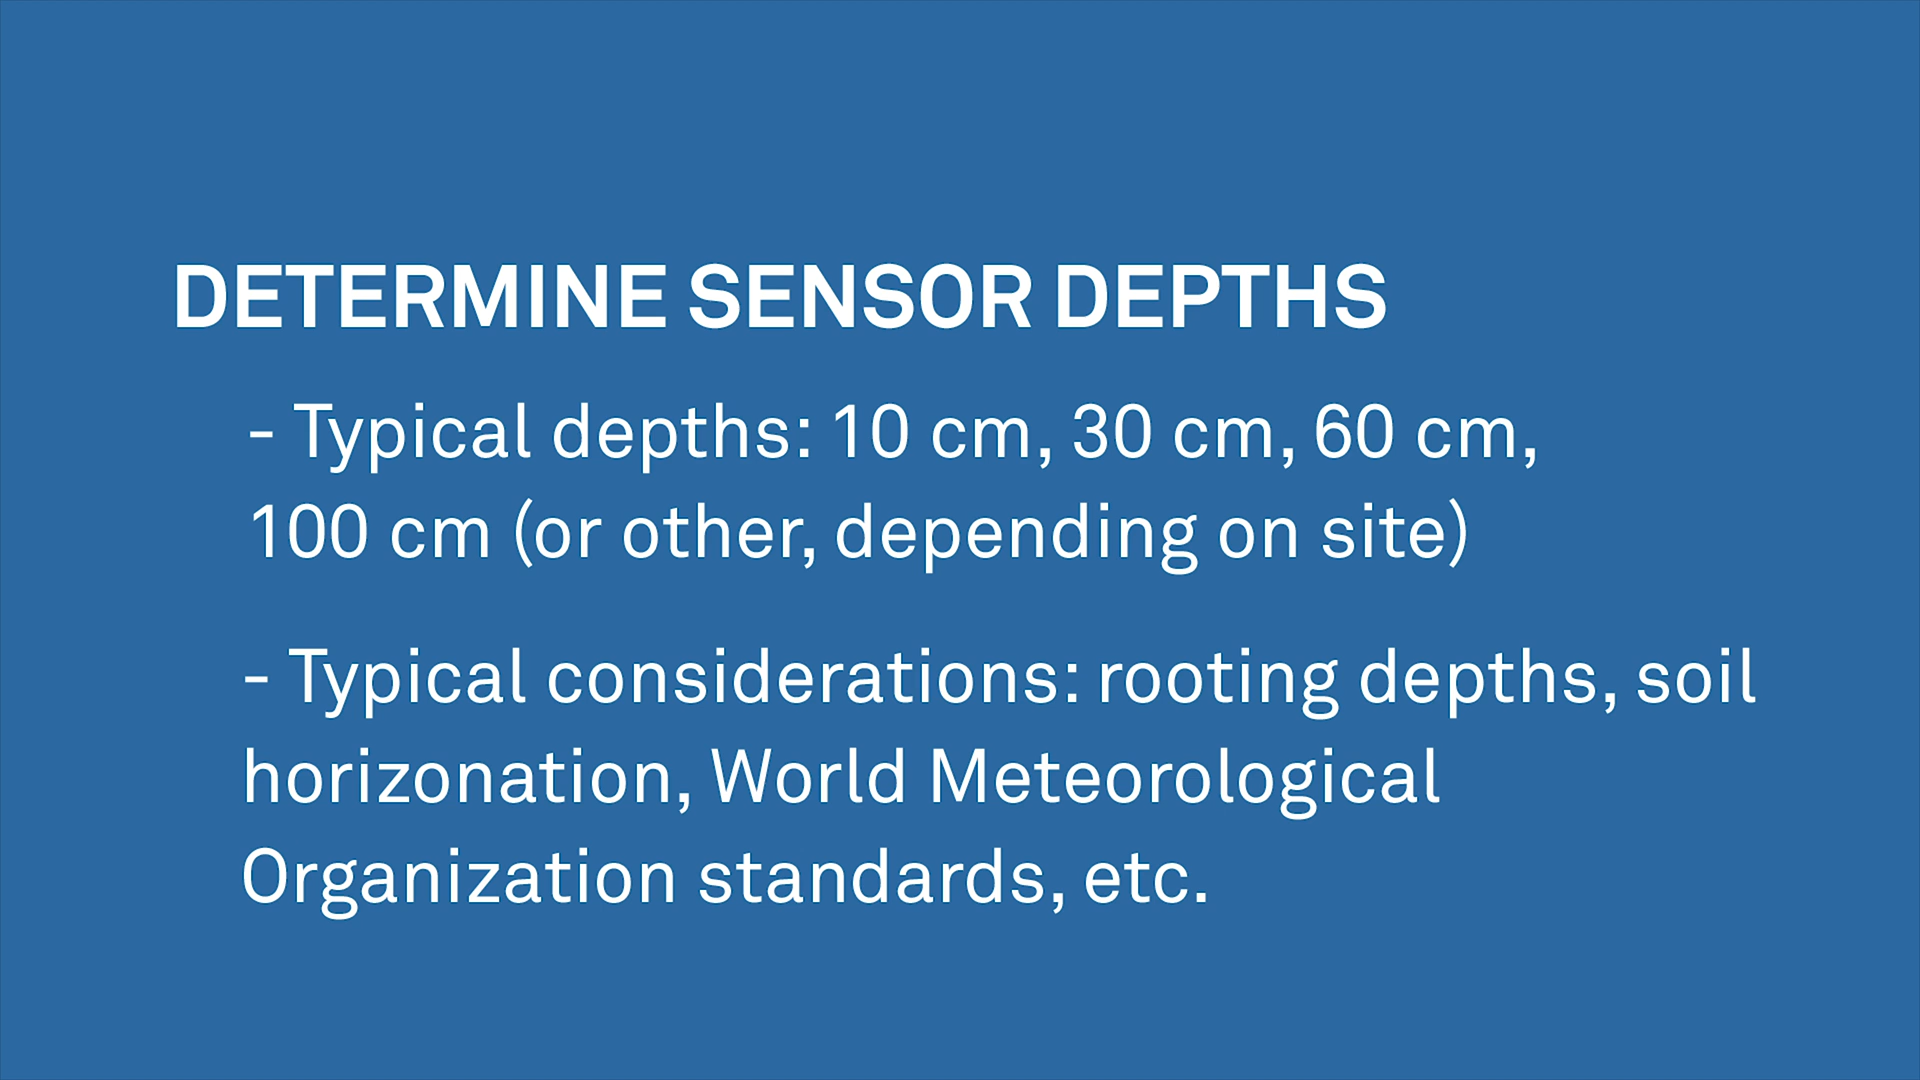 DETERMINE SENSOR DEPTHS
- Typical depths: 10 cm, 30 cm, 60 cm,
100 cm (or other, depending on site)
- Typical considerations: rooting depths, soil
horizonation, World Meteorological
Organization standards, etc.